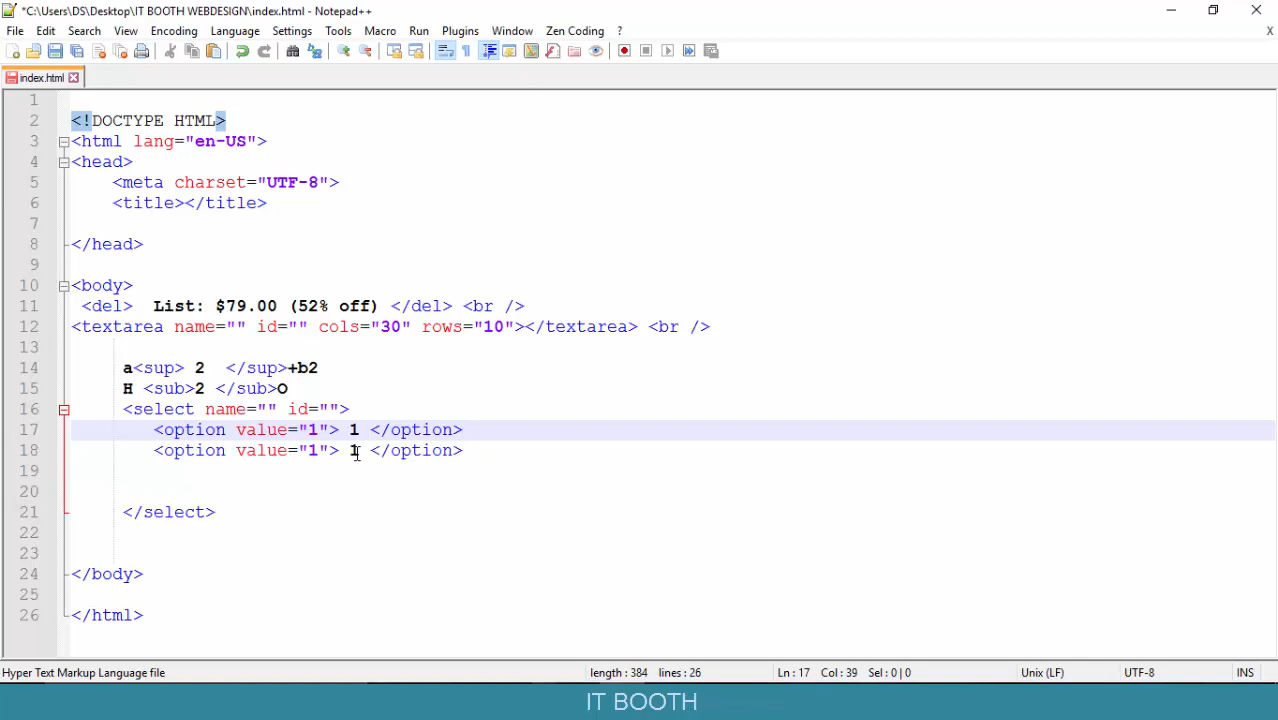 *C:\Users\DS\Desktop\IT BOOTH WEBDESIGN\index.html - Notepad++
File Edit Search View Encoding Language Settings Tools Macro Run Plugins Window Zen Coding ? X
index.html
1
2 <!DOCTYPE HTML>
3 <html lang="en-US">
4 <head>
5 <meta charset="UTF-8">
6 <title></title>
7
8 </head>
9
10 <body>
11 <del> List: $79.00 (52% off) </del> <br />
12 <textarea name="" id="" cols="30" rows="10"></textarea> <br />
13
14 a<sup> 2 </sup>+b2
15 H <sub>2 </sub>O
16 <select name="" id="">
17 <option value="1"> 1 </option>
18 <option value="1"> 1 </option>
19
20
21 </select>
22
23
24 </body>
25
26 </html>
Hyper Text Markup Language file length : 384 lines : 26 Ln : 17 Col : 39 Sel : 0 | 0 Unix (LF) UTF-8 INS
IT BOOTH